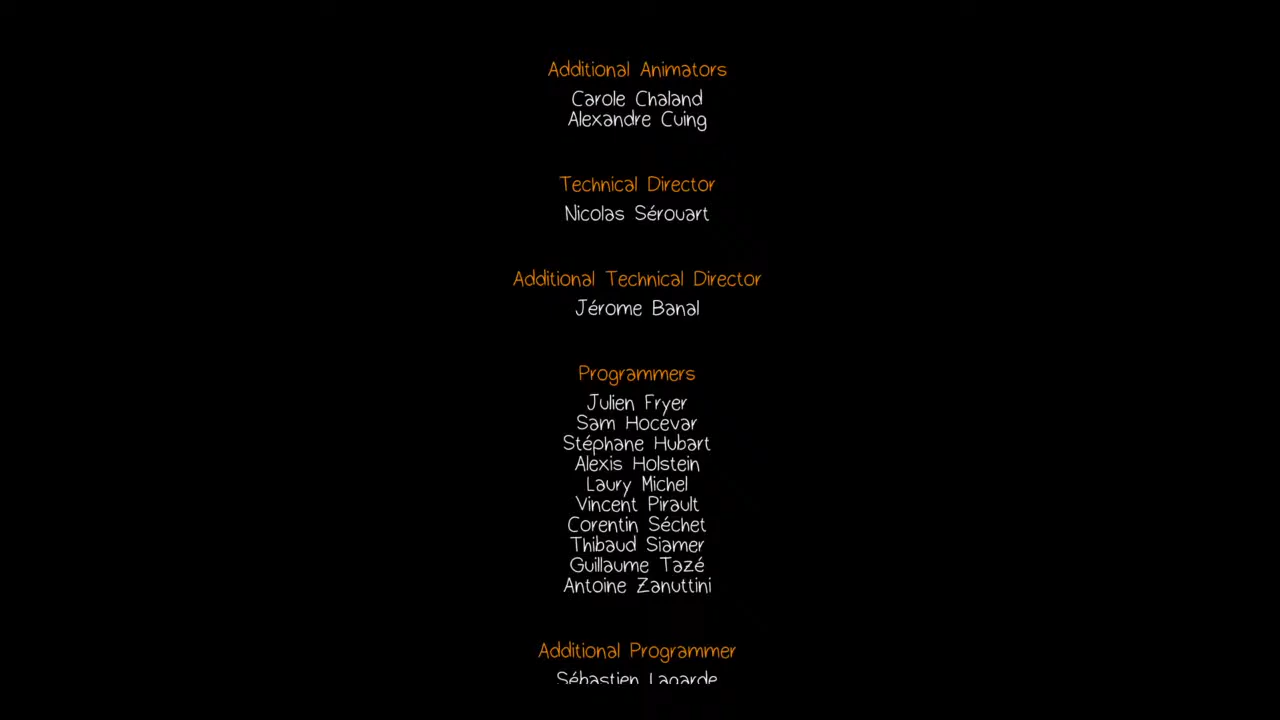 Additional Animators
Carole Chaland
Alexandre Cuing
Technical Director
Nicolas Sérouart
Additional Technical Director
Jérome Banal
Programmers
Julien Fryer
Sam Hocevar
Stéphane Hubart
Alexis Holstein
Laury Michel
Vincent Pirault
Corentin Séchet
Thibaud Siamer
Guillaume Tazé
Antoine Zanuttini
Additional Programmer
Sébastien Lagarde